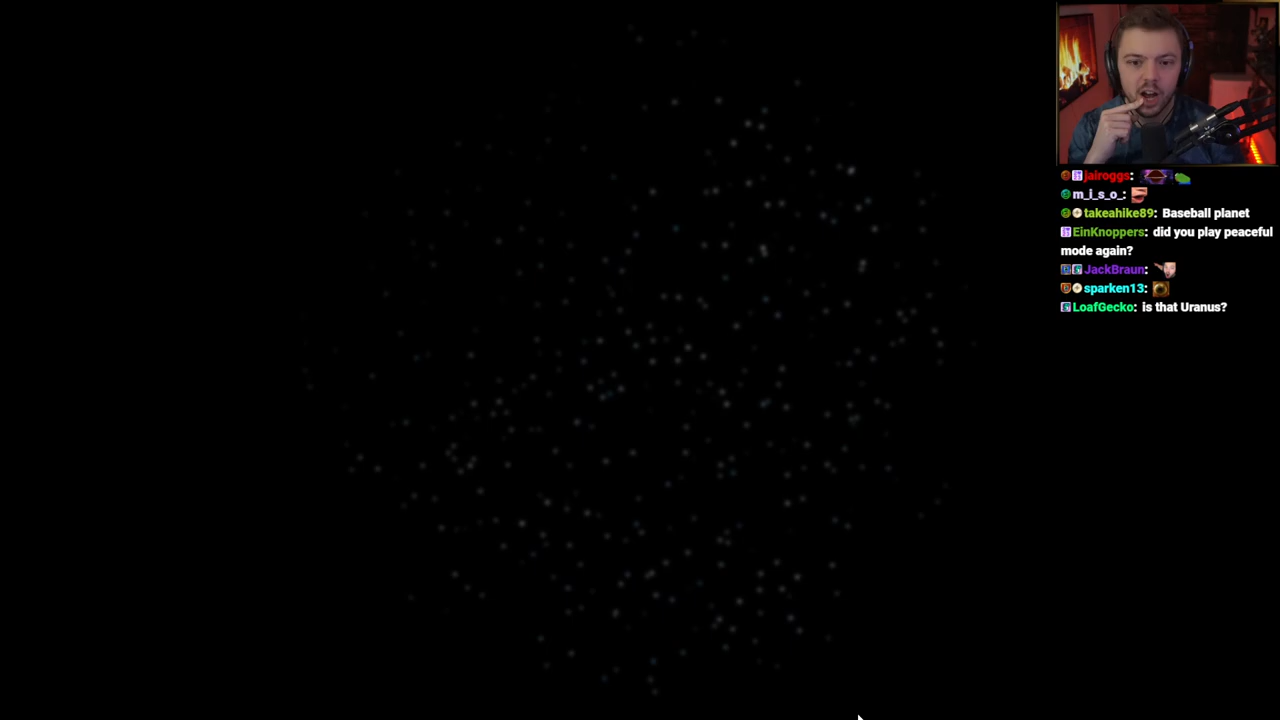 jairoggs:
m_i_s_o_:
takeahike89: Baseball planet
EinKnoppers: did you play peaceful
mode again?
JackBraun:
sparken13:
LoafGecko: is that Uranus?